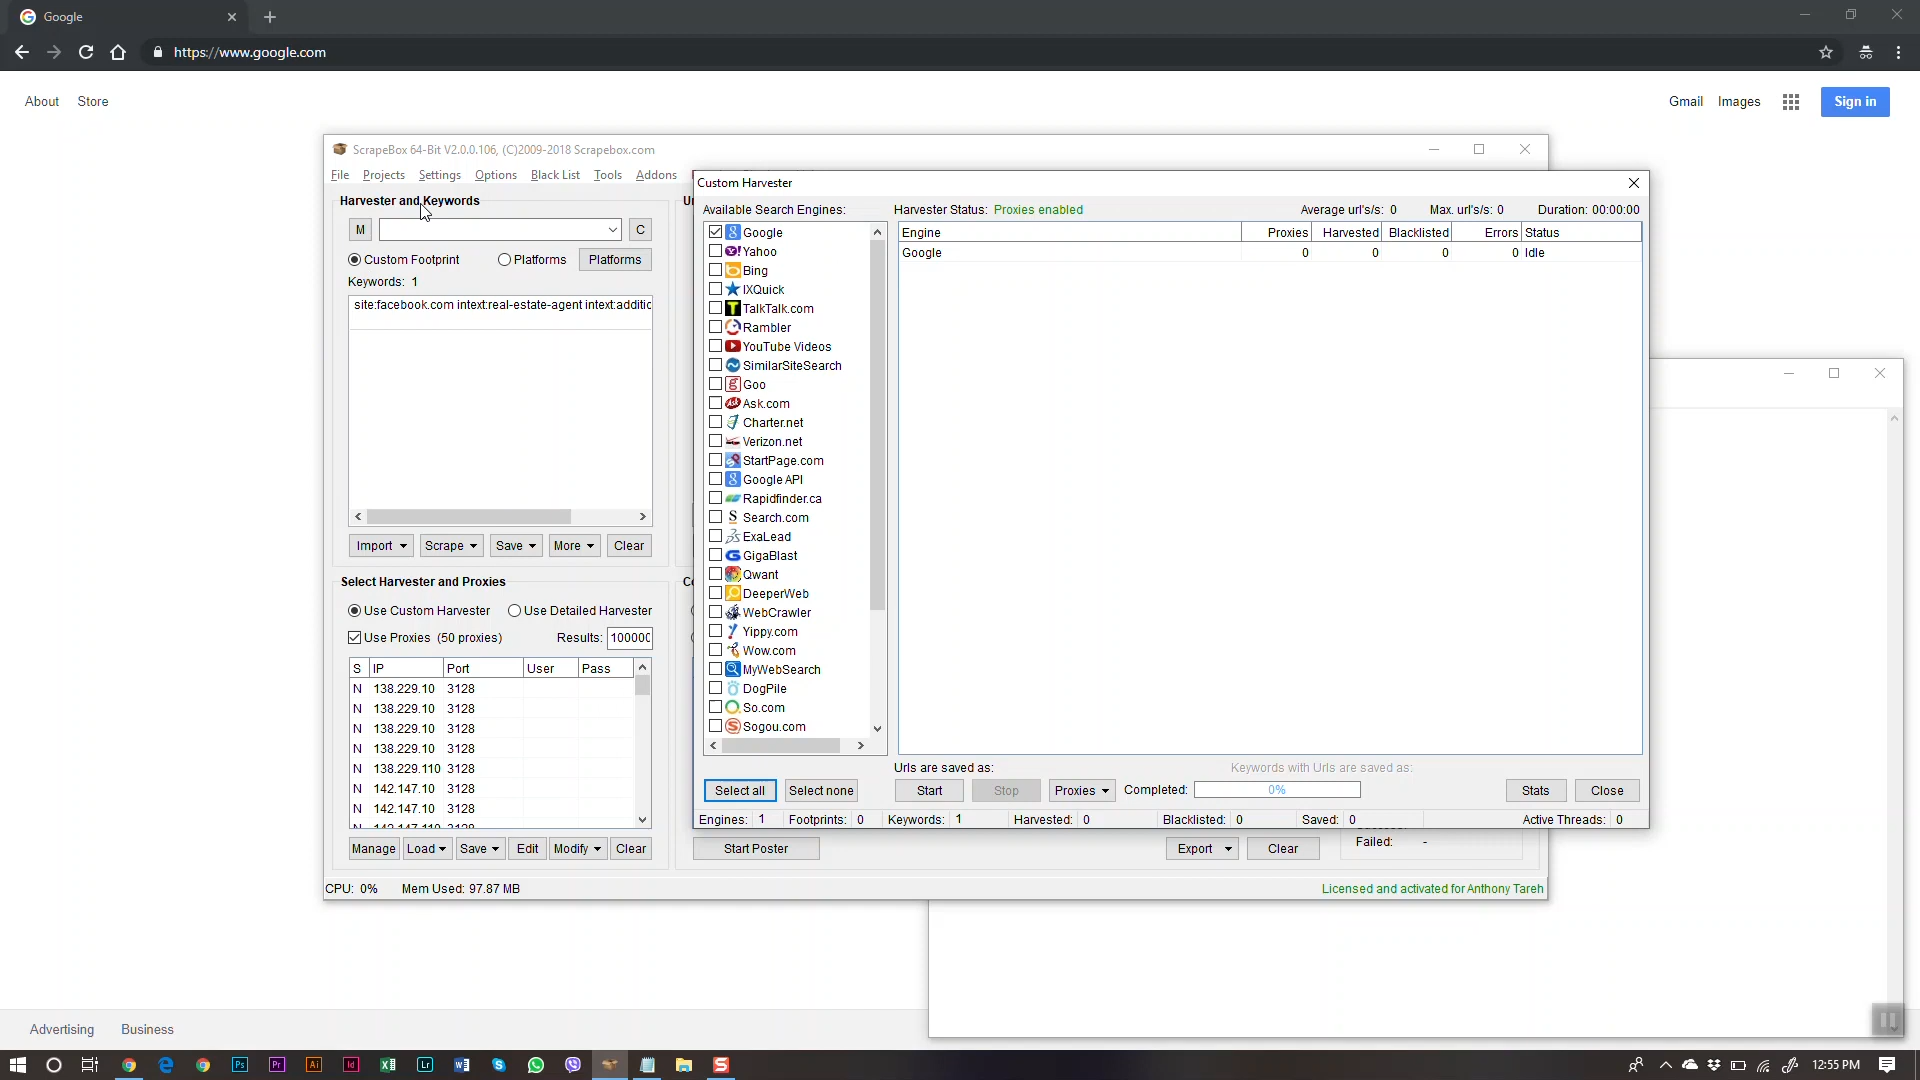 Google
https://www.google.com
About Store
Gmail Images Sign in
ScrapeBox 64-Bit V2.0.0.106, (C)2009-2018 Scrapebox.com
File Projects Settings Options Black List Tools Addons
Harvester and Keywords
M C
Custom Footprint Platforms Platforms
Keywords: 1
site:facebook.com intext:real-estate-agent intext:additic
Import Scrape Save More Clear
Select Harvester and Proxies
Use Custom Harvester Use Detailed Harvester
Use Proxies (50 proxies) Results: 10000
S IP Port User Pass
N 138.229.10 3128
N 138.229.10 3128
N 138.229.10 3128
N 138.229.10 3128
N 138.229.110 3128
N 142.147.10 3128
N 142.147.10 3128
N 142.147.110 3128
Manage Load Save Edit Modify Clear
Custom Harvester
Available Search Engines:
Google
Yahoo
Bing
IXQuick
TalkTalk.com
Rambler
YouTube Videos
SimilarSiteSearch
Goo
Ask.com
Charter.net
Verizon.net
StartPage.com
Google API
Rapidfinder.ca
Search.com
ExaLead
GigaBlast
Qwant
DeeperWeb
WebCrawler
Yippy.com
Wow.com
MyWebSearch
DogPile
So.com
Sogou.com
Select all Select none
Harvester Status: Proxies enabled Average url's/s: 0 Max. url's/s: 0 Duration: 00:00:00
Engine Proxies Harvested Blacklisted Errors Status
Google 0 0 0 0 Idle
Urls are saved as: Keywords with Urls are saved as:
Start Stop Proxies Completed: 0% Stats Close
Engines: 1 Footprints: 0 Keywords: 1 Harvested: 0 Blacklisted: 0 Saved: 0 Active Threads: 0
Start Poster Export Clear Failed: -
CPU: 0% Mem Used: 97.87 MB Licensed and activated for Anthony Tareh
Advertising Business
Ps Pr Ai Id Lr
12:55 PM